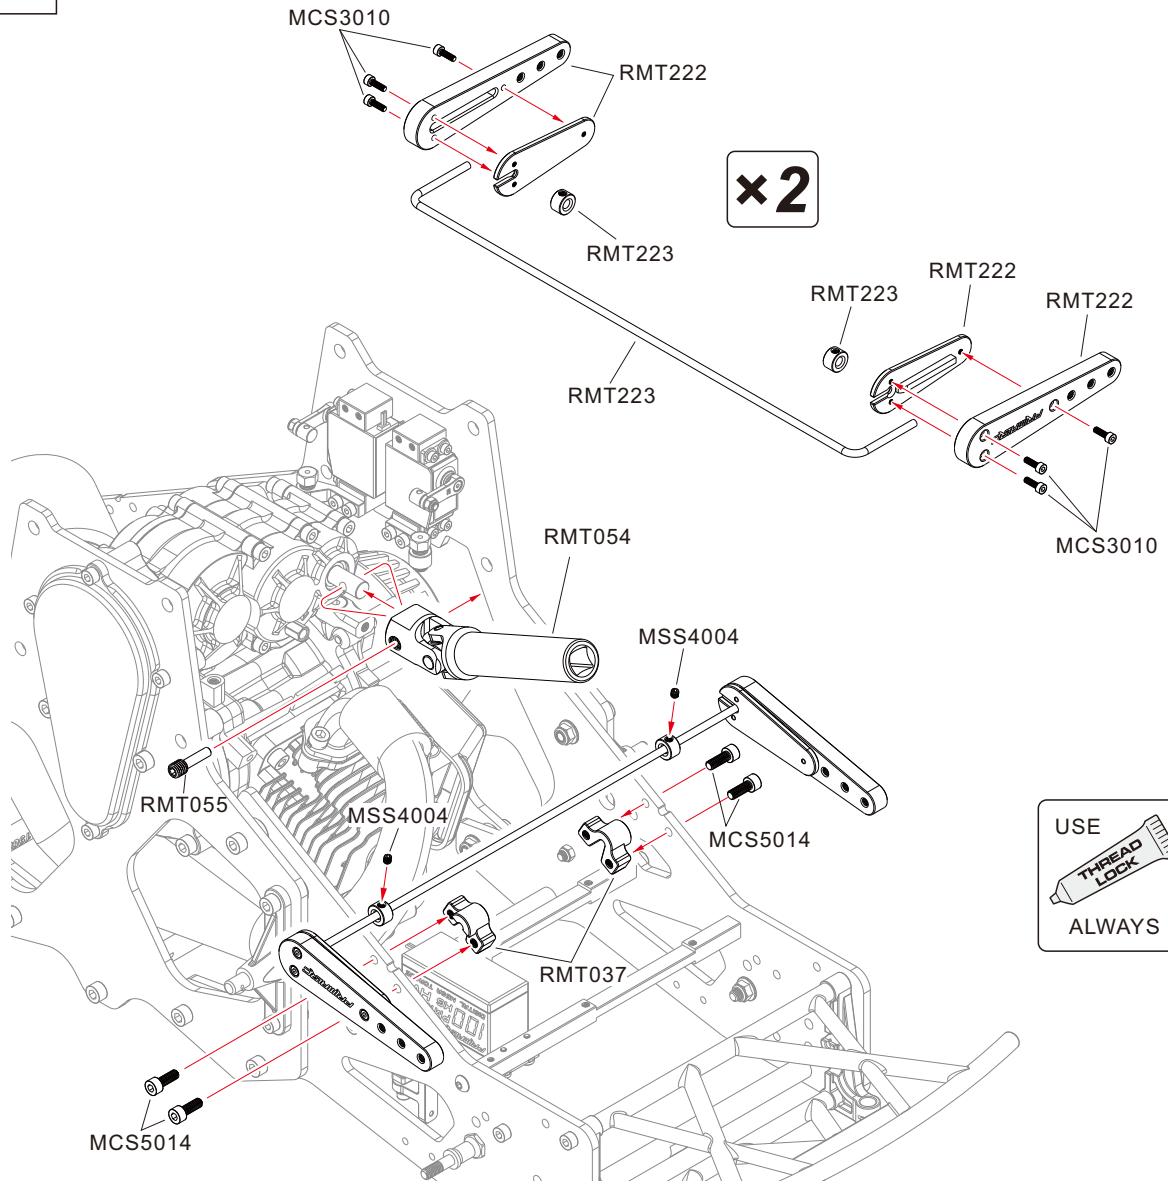 MCS3010
RMT222
×2
RMT223
RMT222
RMT223
RMT222
RMT223
MCS3010
RMT054
MSS4004
RMT055
MSS4004
MCS5014
USE
THREAD
LOCK
ALWAYS
RMT037
MCS5014